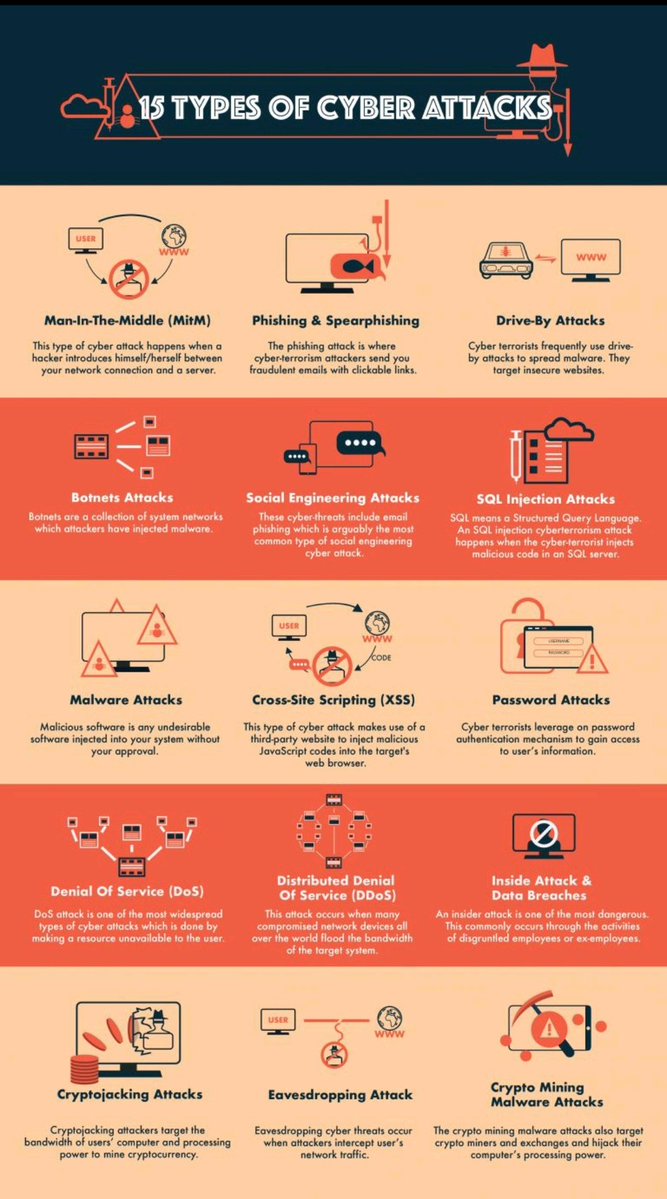 15 TYPES OF CYBER ATTACKS
USER
WWW
Man-In-The-Middle (MitM)
This type of cyber attack happens when a
hacker introduces himself/herself between
your network connection and a server.
Phishing & Spearphishing
The phishing attack is where
cyber-terrorism attackers send you
fraudulent emails with clickable links.
WWW
Drive-By Attacks
Cyber terrorists frequently use drive-
by attacks to spread malware. They
target insecure websites.
Botnets Attacks
Botnets are a collection of system networks
which attackers have injected malware.
Social Engineering Attacks
These cyber-threats include email
phishing which is arguably the most
common type of social engineering
cyber attack.
SQL Injection Attacks
SQL means a Structured Query Language.
An SQL injection cyberterrorism attack
happens when the cyber-terrorist injects
malicious code in an SQL server.
Malware Attacks
Malicious software is any undesirable
software injected into your system without
your approval.
USER
WWW
CODE
Cross-Site Scripting (XSS)
This type of cyber attack makes use of a
third-party website to inject malicious
JavaScript codes into the target's
web browser.
USERNAME
PASSWORD
Password Attacks
Cyber terrorists leverage on password
authentication mechanism to gain access
to user's information.
Denial Of Service (DoS)
DoS attack is one of the most widespread
types of cyber attacks which is done by
making a resource unavailable to the user.
Distributed Denial
Of Service (DDoS)
This attack occurs when many
compromised network devices all
over the world flood the bandwidth
of the target system.
Inside Attack &
Data Breaches
An insider attack is one of the most dangerous.
This commonly occurs through the activities
of disgruntled employees or ex-employees.
Cryptojacking Attacks
Cryptojacking attackers target the
bandwidth of users' computer and processing
power to mine cryptocurrency.
USER
WWW
Eavesdropping Attack
Eavesdropping cyber threats occur
when attackers intercept user's
network traffic.
Crypto Mining
Malware Attacks
The crypto mining malware attacks also target
crypto miners and exchanges and hijack their
computer's processing power.